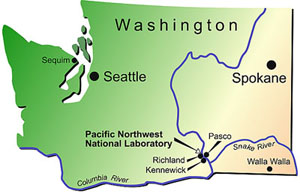 Washington
Sequim
Seattle
Spokane
Pacific Northwest
National Laboratory
Pasco
Snake River
Richland
Kennewick
Walla Walla
Columbia River